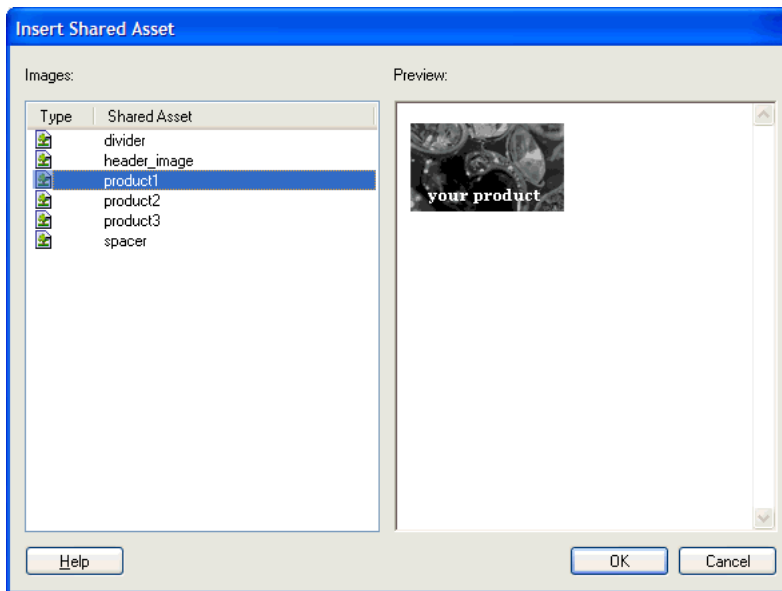 Insert Shared Asset
Images:
Preview:
Type Shared Asset
divider
header_image
product1
product2
product3
spacer
your product
Help
OK
Cancel